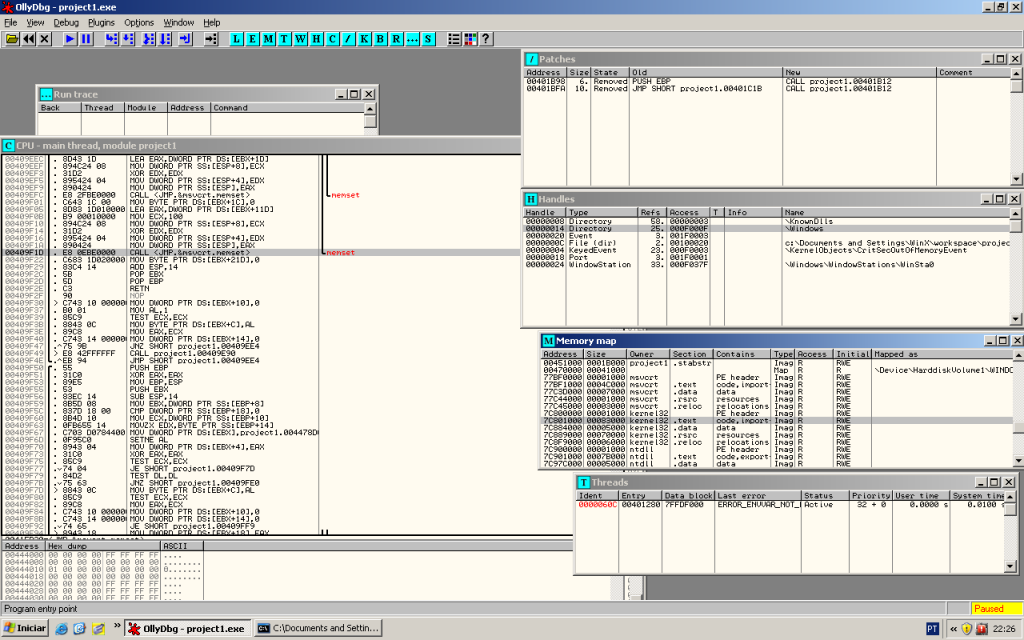 OllyDbg - project1.exe
File View Debug Plugins Options Window Help
L E M T W H C / K B R ... S
Run trace
Back Thread Module Address Command
CPU - main thread, module project1
00409EEC . 8D43 1D LEA EAX,DWORD PTR DS:[EBX+1D]
00409EEF . 894C24 08 MOV DWORD PTR SS:[ESP+8],ECX
00409EF3 . 31D2 XOR EDX,EDX
00409EF5 . 895424 04 MOV DWORD PTR SS:[ESP+4],EDX
00409EF9 . 890424 MOV DWORD PTR SS:[ESP],EAX
00409EFC . E8 2FBE0000 CALL <JMP.&msvcrt.memset> memset
00409F01 . C643 1C 00 MOV BYTE PTR DS:[EBX+1C],0
00409F05 . 8D83 1D010000 LEA EAX,DWORD PTR DS:[EBX+11D]
00409F0B . B9 00010000 MOV ECX,100
00409F10 . 894C24 08 MOV DWORD PTR SS:[ESP+8],ECX
00409F14 . 31D2 XOR EDX,EDX
00409F16 . 895424 04 MOV DWORD PTR SS:[ESP+4],EDX
00409F1A . 890424 MOV DWORD PTR SS:[ESP],EAX
00409F1D . E8 0EBE0000 CALL <JMP.&msvcrt.memset> memset
00409F22 . C683 1D020000 MOV BYTE PTR DS:[EBX+21D],0
00409F29 . 83C4 14 ADD ESP,14
00409F2C . 5B POP EBX
00409F2D . 5D POP EBP
00409F2E . C3 RETN
00409F2F 90 NOP
00409F30 > C743 10 000000 MOV DWORD PTR DS:[EBX+10],0
00409F37 . B0 01 MOV AL,1
00409F39 . 85C9 TEST ECX,ECX
00409F3B . 8843 0C MOV BYTE PTR DS:[EBX+C],AL
00409F3E . 89C8 MOV EAX,ECX
00409F40 . C743 14 000000 MOV DWORD PTR DS:[EBX+14],0
00409F47 .^75 9B JNZ SHORT project1.00409EE4
00409F49 > E8 42FFFFFF CALL project1.00409E90
00409F4E .^EB 94 JMP SHORT project1.00409EE4
00409F50 . 55 PUSH EBP
00409F51 . 31C0 XOR EAX,EAX
00409F53 . 89E5 MOV EBP,ESP
00409F55 . 53 PUSH EBX
00409F56 . 83EC 14 SUB ESP,14
00409F59 . 8B5D 08 MOV EBX,DWORD PTR SS:[EBP+8]
00409F5C . 837D 18 00 CMP DWORD PTR SS:[EBP+18],0
00409F60 . 8B4D 10 MOV ECX,DWORD PTR SS:[EBP+10]
00409F63 . 0FB655 14 MOVZX EDX,BYTE PTR SS:[EBP+14]
00409F67 . C703 D0784400 MOV DWORD PTR DS:[EBX],project1.004478D0
00409F6D . 0F95C0 SETNE AL
00409F70 . 8943 04 MOV DWORD PTR DS:[EBX+4],EAX
00409F73 . 31C0 XOR EAX,EAX
00409F75 . 85C9 TEST ECX,ECX
00409F77 .v74 04 JE SHORT project1.00409F7D
00409F79 . 84D2 TEST DL,DL
00409F7B .v75 63 JNZ SHORT project1.00409FE0
00409F7D > 8843 0C MOV BYTE PTR DS:[EBX+C],AL
00409F80 . 85C9 TEST ECX,ECX
00409F82 . 89C8 MOV EAX,ECX
00409F84 . C743 10 000000 MOV DWORD PTR DS:[EBX+10],0
00409F8B . C743 14 000000 MOV DWORD PTR DS:[EBX+14],0
00409F92 .v74 65 JE SHORT project1.00409FF9
Address Hex dump ASCII
00444000 00 00 00 00 FF FF FF FF ....
00444010 01 00 00 00 FF FF FF FF
00444018 00 00 00 00 00 00 00 00 ........
00444020 00 00 00 00 FF FF FF FF ....
00444028 00 00 00 00 FF FF FF FF ....
Patches
Address Size State Old New Comment
00401B98 6. Removed PUSH EBP CALL project1.00401B12
00401BFA 10. Removed JMP SHORT project1.00401C1B CALL project1.00401B12
Handles
Handle Type Refs Access T Info Name
00000008 Directory 58. 00000003 \KnownDlls
00000014 Directory 25. 000F000F \Windows
00000020 Event 3. 001F0003
0000000C File (dir) 2. 00100020 c:\Documents and Settings\WinX\workspace\projec
00000004 KeyedEvent 23. 000F0003 \KernelObjects\CritSecOutOfMemoryEvent
00000018 Port 3. 001F0001
00000024 WindowStation 33. 000F037F \Windows\WindowStations\WinSta0
Memory map
Address Size Owner Section Contains Type Access Initial Mapped as
00451000 0001B000 project1 .stabstr Imag R RWE
00470000 00041000 Map R R \Device\HarddiskVolume1\WINDO
77BF0000 00001000 msvcrt PE header Imag R RWE
77BF1000 0004C000 msvcrt .text code,import Imag R RWE
77C3D000 00007000 msvcrt .data data Imag R RWE
77C44000 00001000 msvcrt .rsrc resources Imag R RWE
77C45000 00003000 msvcrt .reloc relocations Imag R RWE
7C800000 00001000 kernel32 PE header Imag R RWE
7C801000 00083000 kernel32 .text code,import Imag R RWE
7C884000 00005000 kernel32 .data data Imag R RWE
7C889000 00070000 kernel32 .rsrc resources Imag R RWE
7C8F9000 00006000 kernel32 .reloc relocations Imag R RWE
7C900000 00001000 ntdll PE header Imag R RWE
7C901000 0007B000 ntdll .text code,export Imag R RWE
7C97C000 00005000 ntdll .data data Imag R RWE
Threads
Ident Entry Data block Last error Status Priority User time System time
0000060C 00401280 7FFDF000 ERROR_ENVVAR_NOT_ Active 32 + 0 0.0000 s 0.0100 s
Program entry point
Paused
Iniciar
OllyDbg - project1.exe
C:\Documents and Settin...
PT
22:26